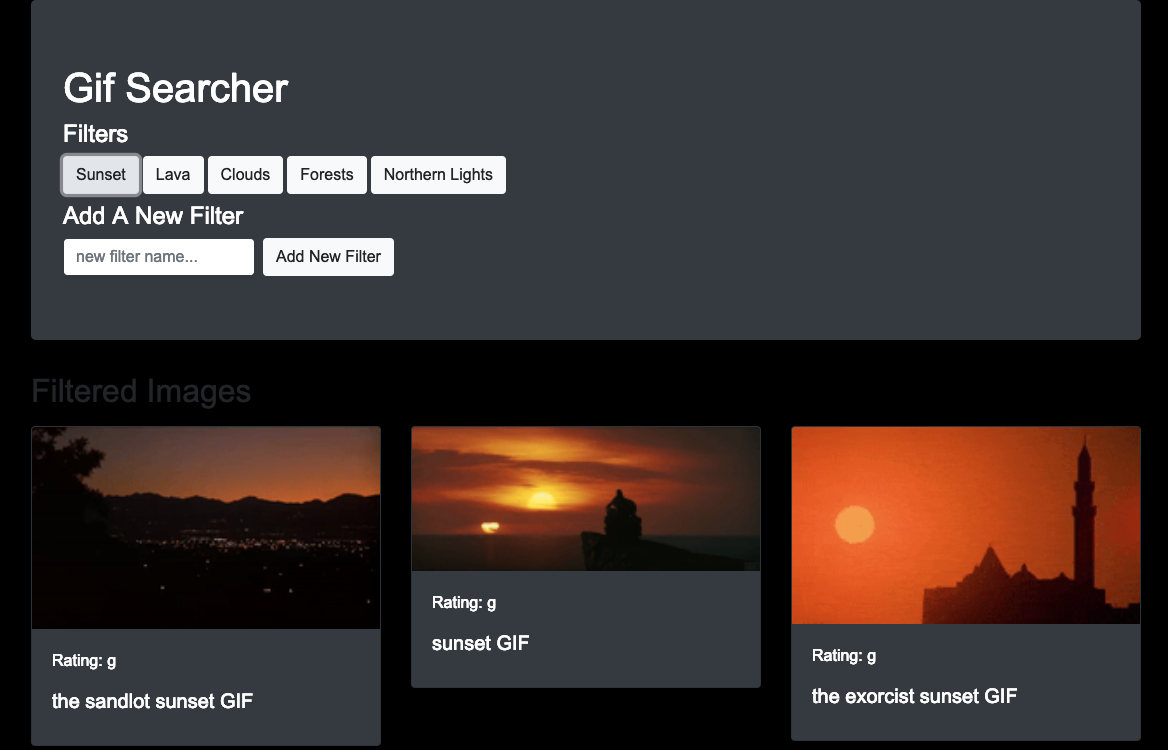 Gif Searcher
Filters
Sunset Lava Clouds Forests Northern Lights
Add A New Filter
new filter name... Add New Filter
Filtered Images
Rating: g
the sandlot sunset GIF
Rating: g
sunset GIF
Rating: g
the exorcist sunset GIF